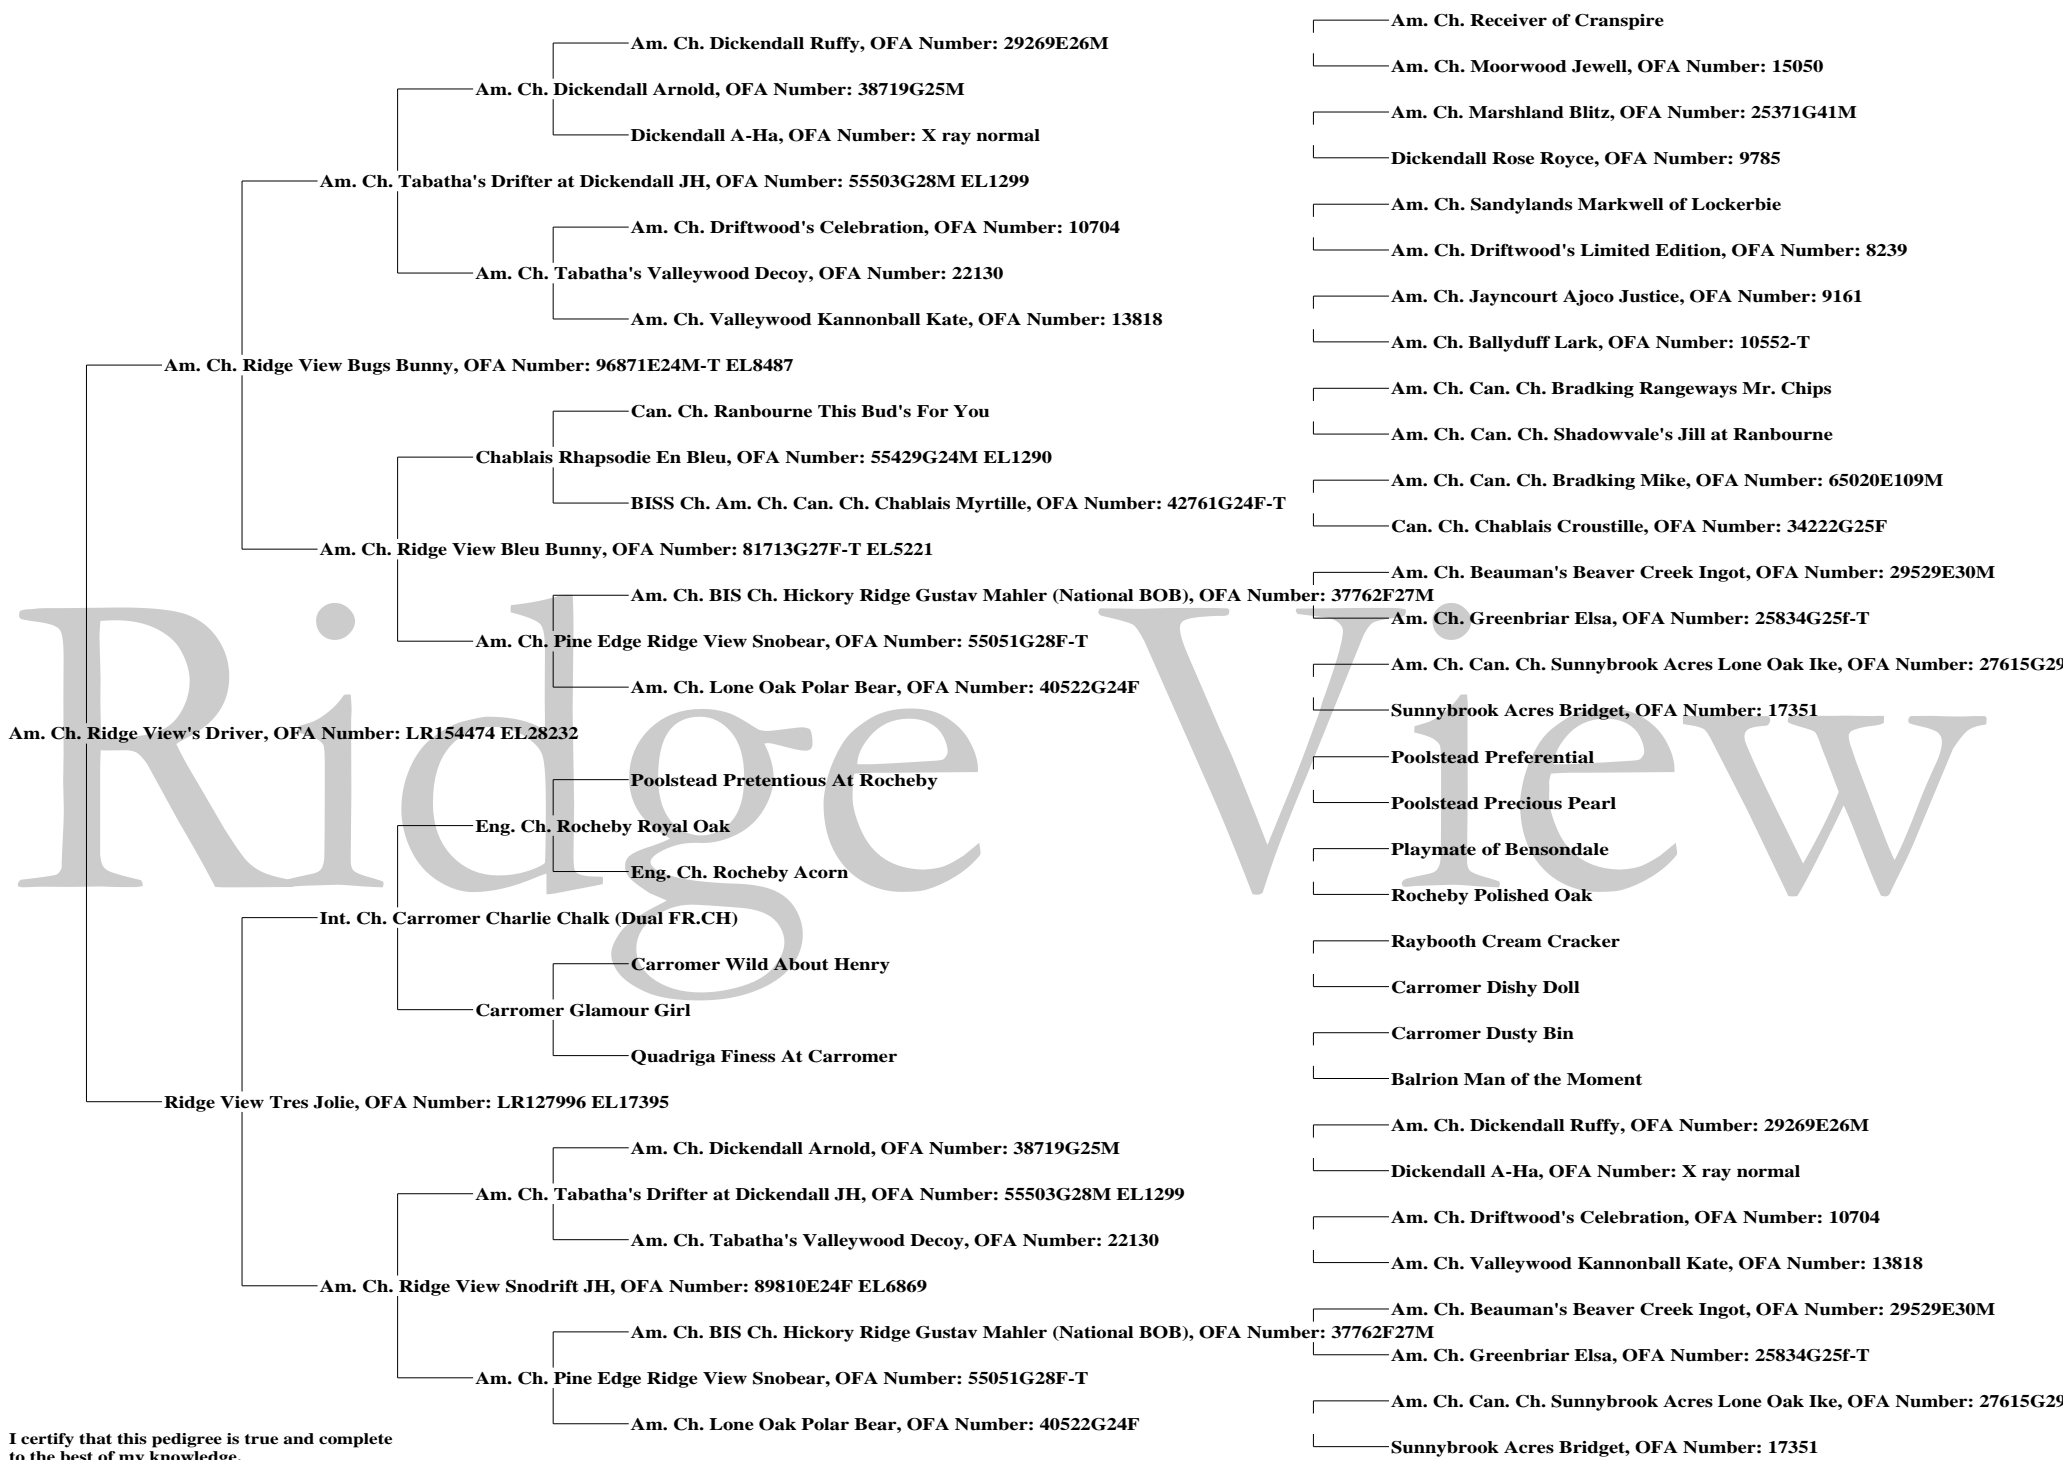 Am. Ch. Receiver of Cranspire
Am. Ch. Dickendall Ruffy, OFA Number: 29269E26M
Am. Ch. Moorwood Jewell, OFA Number: 15050
Am. Ch. Dickendall Arnold, OFA Number: 38719G25M
Am. Ch. Marshland Blitz, OFA Number: 25371G41M
Dickendall A-Ha, OFA Number: X ray normal
Dickendall Rose Royce, OFA Number: 9785
Am. Ch. Tabatha's Drifter at Dickendall JH, OFA Number: 55503G28M EL1299
Am. Ch. Sandylands Markwell of Lockerbie
Am. Ch. Driftwood's Celebration, OFA Number: 10704
Am. Ch. Driftwood's Limited Edition, OFA Number: 8239
Am. Ch. Tabatha's Valleywood Decoy, OFA Number: 22130
Am. Ch. Jayncourt Ajoco Justice, OFA Number: 9161
Am. Ch. Valleywood Kannonball Kate, OFA Number: 13818
Am. Ch. Ballyduff Lark, OFA Number: 10552-T
Am. Ch. Ridge View Bugs Bunny, OFA Number: 96871E24M-T EL8487
Am. Ch. Can. Ch. Bradking Rangeways Mr. Chips
Can. Ch. Ranbourne This Bud's For You
Am. Ch. Can. Ch. Shadowvale's Jill at Ranbourne
Chablais Rhapsodie En Bleu, OFA Number: 55429G24M EL1290
Am. Ch. Can. Ch. Bradking Mike, OFA Number: 65020E109M
BISS Ch. Am. Ch. Can. Ch. Chablais Myrtille, OFA Number: 42761G24F-T
Can. Ch. Chablais Croustille, OFA Number: 34222G25F
Am. Ch. Ridge View Bleu Bunny, OFA Number: 81713G27F-T EL5221
Am. Ch. Beauman's Beaver Creek Ingot, OFA Number: 29529E30M
Am. Ch. BIS Ch. Hickory Ridge Gustav Mahler (National BOB), OFA Number: 37762F27M
Am. Ch. Greenbriar Elsa, OFA Number: 25834G25f-T
Am. Ch. Pine Edge Ridge View Snobear, OFA Number: 55051G28F-T
Am. Ch. Can. Ch. Sunnybrook Acres Lone Oak Ike, OFA Number: 27615G29
Am. Ch. Lone Oak Polar Bear, OFA Number: 40522G24F
Sunnybrook Acres Bridget, OFA Number: 17351
Am. Ch. Ridge View's Driver, OFA Number: LR154474 EL28232
Ridge View
Poolstead Preferential
Poolstead Pretentious At Rocheby
Poolstead Precious Pearl
Eng. Ch. Rocheby Royal Oak
Playmate of Bensondale
Eng. Ch. Rocheby Acorn
Rocheby Polished Oak
Int. Ch. Carromer Charlie Chalk (Dual FR.CH)
Raybooth Cream Cracker
Carromer Wild About Henry
Carromer Dishy Doll
Carromer Glamour Girl
Carromer Dusty Bin
Quadriga Finess At Carromer
Balrion Man of the Moment
Ridge View Tres Jolie, OFA Number: LR127996 EL17395
Am. Ch. Dickendall Ruffy, OFA Number: 29269E26M
Am. Ch. Dickendall Arnold, OFA Number: 38719G25M
Dickendall A-Ha, OFA Number: X ray normal
Am. Ch. Tabatha's Drifter at Dickendall JH, OFA Number: 55503G28M EL1299
Am. Ch. Driftwood's Celebration, OFA Number: 10704
Am. Ch. Tabatha's Valleywood Decoy, OFA Number: 22130
Am. Ch. Valleywood Kannonball Kate, OFA Number: 13818
Am. Ch. Ridge View Snodrift JH, OFA Number: 89810E24F EL6869
Am. Ch. Beauman's Beaver Creek Ingot, OFA Number: 29529E30M
Am. Ch. BIS Ch. Hickory Ridge Gustav Mahler (National BOB), OFA Number: 37762F27M
Am. Ch. Greenbriar Elsa, OFA Number: 25834G25f-T
Am. Ch. Pine Edge Ridge View Snobear, OFA Number: 55051G28F-T
Am. Ch. Can. Ch. Sunnybrook Acres Lone Oak Ike, OFA Number: 27615G29
Am. Ch. Lone Oak Polar Bear, OFA Number: 40522G24F
Sunnybrook Acres Bridget, OFA Number: 17351
I certify that this pedigree is true and complete
to the best of my knowledge.